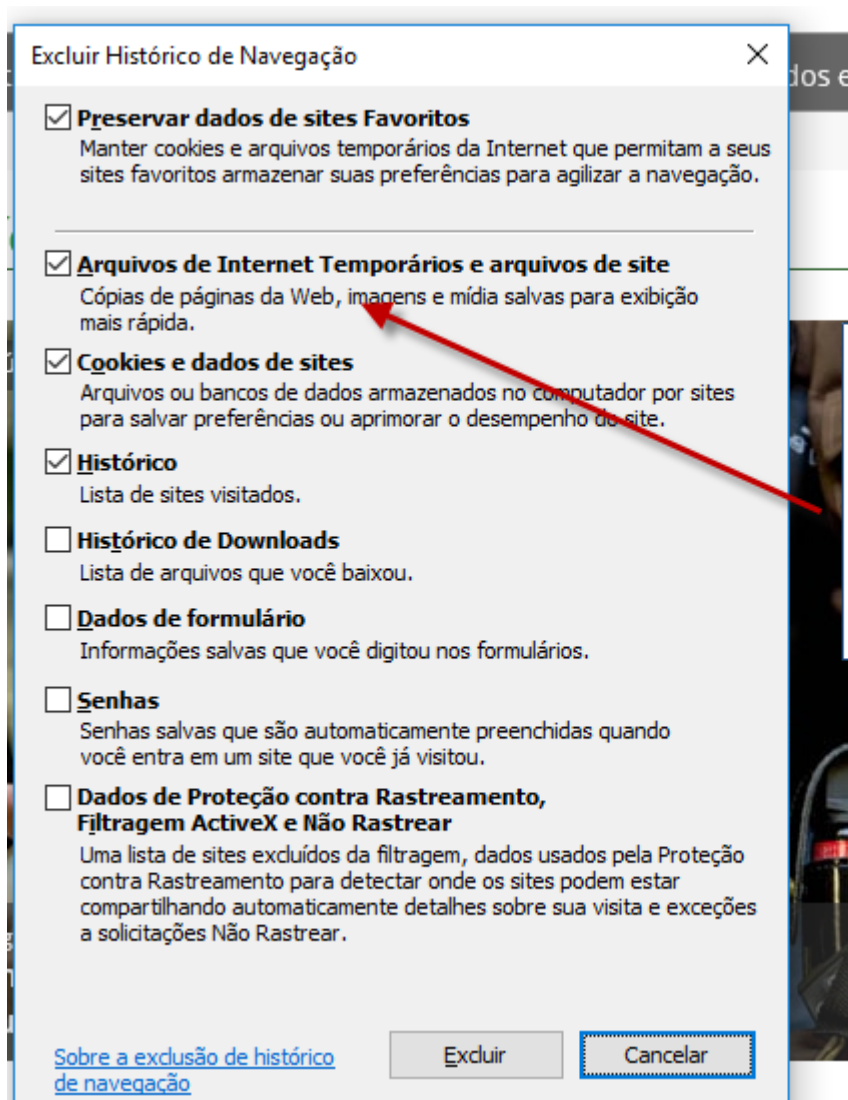 Excluir Histórico de Navegação
dos e
Preservar dados de sites Favoritos
Manter cookies e arquivos temporários da Internet que permitam a seus
sites favoritos armazenar suas preferências para agilizar a navegação.
Arquivos de Internet Temporários e arquivos de site
Cópias de páginas da Web, imagens e mídia salvas para exibição
mais rápida.
Cookies e dados de sites
Arquivos ou bancos de dados armazenados no computador por sites
para salvar preferências ou aprimorar o desempenho do site.
Histórico
Lista de sites visitados.
Histórico de Downloads
Lista de arquivos que você baixou.
Dados de formulário
Informações salvas que você digitou nos formulários.
Senhas
Senhas salvas que são automaticamente preenchidas quando
você entra em um site que você já visitou.
Dados de Proteção contra Rastreamento,
Filtragem ActiveX e Não Rastrear
Uma lista de sites excluídos da filtragem, dados usados pela Proteção
contra Rastreamento para detectar onde os sites podem estar
compartilhando automaticamente detalhes sobre sua visita e exceções
a solicitações Não Rastrear.
Sobre a exclusão de histórico
de navegação
Excluir
Cancelar